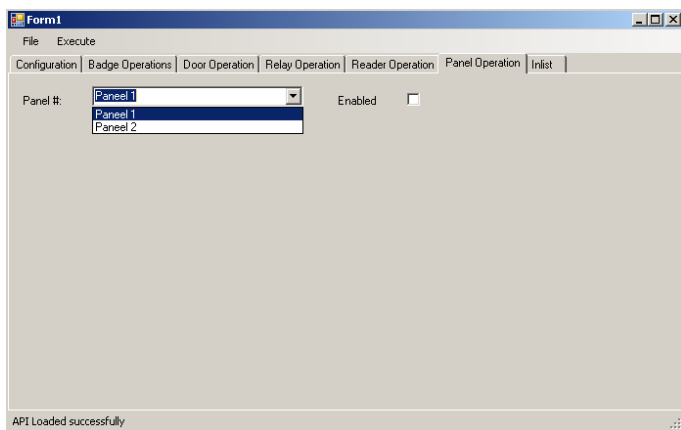 Form1
File Execute
Configuration Badge Operations Door Operation Relay Operation Reader Operation Panel Operation Inlist
Panel #: Paneel 1 Enabled
Paneel 1
Paneel 2
API Loaded successfully